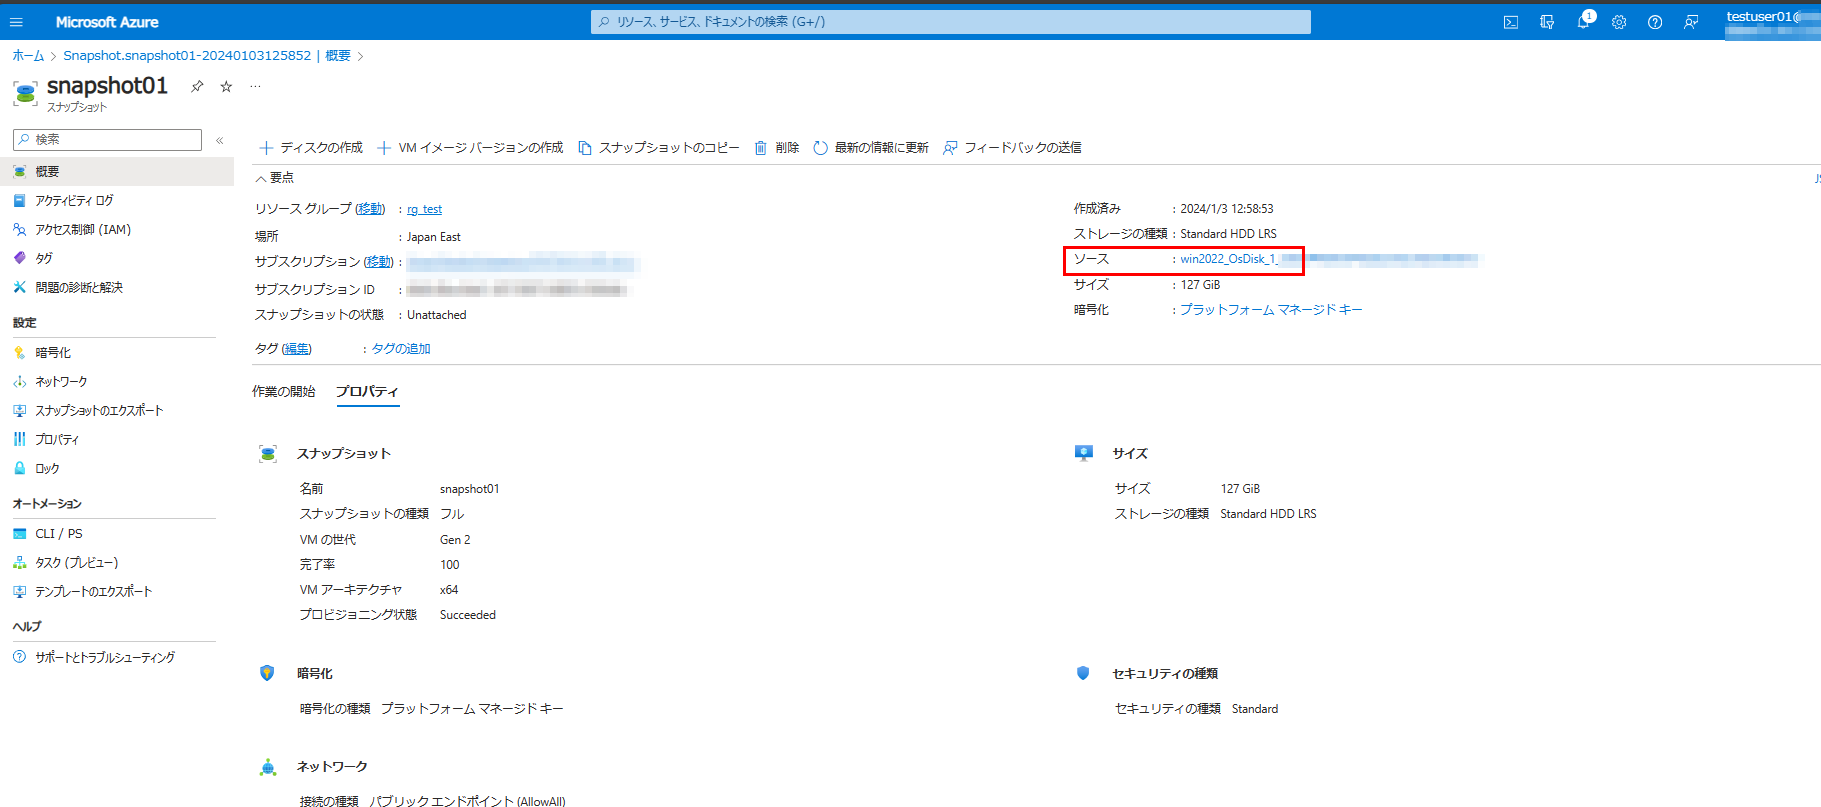 Microsoft Azure
リソース、サービス、ドキュメントの検索 (G+/)
1
testuser01@
ホーム > Snapshot.snapshot01-20240103125852 | 概要 >
snapshot01
スナップショット
検索
«
概要
アクティビティ ログ
アクセス制御 (IAM)
タグ
問題の診断と解決
設定
暗号化
ネットワーク
スナップショットのエクスポート
プロパティ
ロック
オートメーション
CLI / PS
タスク (プレビュー)
テンプレートのエクスポート
ヘルプ
サポートとトラブルシューティング
ディスクの作成
VM イメージ バージョンの作成
スナップショットのコピー
削除
最新の情報に更新
フィードバックの送信
要点
JS
リソース グループ (移動) : rg_test
場所 : Japan East
サブスクリプション (移動) :
サブスクリプション ID :
スナップショットの状態 : Unattached
タグ (編集) : タグの追加
作成済み : 2024/1/3 12:58:53
ストレージの種類 : Standard HDD LRS
ソース : win2022_OsDisk_1_
サイズ : 127 GiB
暗号化 : プラットフォーム マネージド キー
作業の開始
プロパティ
スナップショット
名前 snapshot01
スナップショットの種類 フル
VM の世代 Gen 2
完了率 100
VM アーキテクチャ x64
プロビジョニング状態 Succeeded
サイズ
サイズ 127 GiB
ストレージの種類 Standard HDD LRS
暗号化
暗号化の種類 プラットフォーム マネージド キー
セキュリティの種類
セキュリティの種類 Standard
ネットワーク
接続の種類 パブリック エンドポイント (AllowAll)